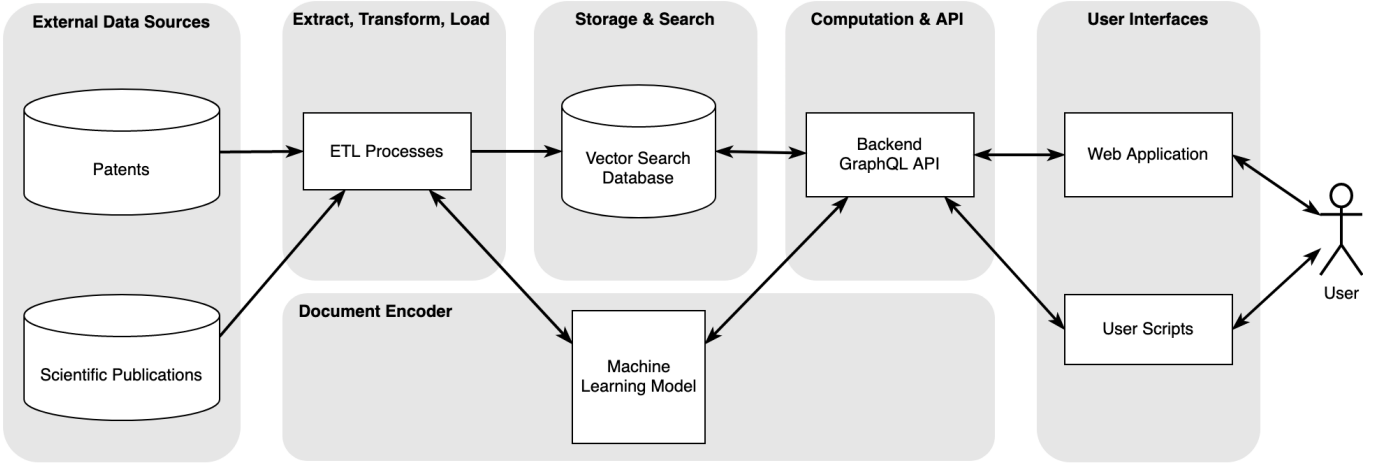 External Data Sources
Extract, Transform, Load
Storage & Search
Computation & API
User Interfaces
Patents
ETL Processes
Vector Search
Database
Backend
GraphQL API
Web Application
User
Document Encoder
Scientific Publications
Machine
Learning Model
User Scripts